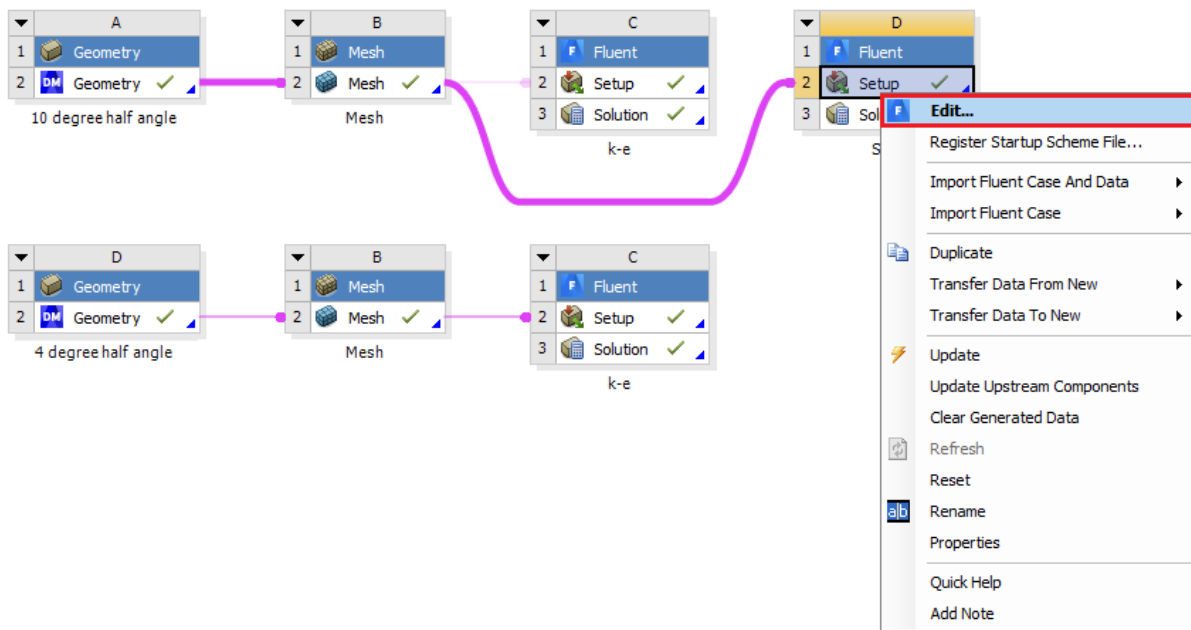 A
1 Geometry
2 DM Geometry
10 degree half angle
B
1 Mesh
2 Mesh
Mesh
C
1 F Fluent
2 Setup
3 Solution
k-e
D
1 F Fluent
2 Setup
3 Sol
S
F Edit...
Register Startup Scheme File...
Import Fluent Case And Data
Import Fluent Case
Duplicate
Transfer Data From New
Transfer Data To New
Update
Update Upstream Components
Clear Generated Data
Refresh
Reset
a|b Rename
Properties
Quick Help
Add Note
D
1 Geometry
2 DM Geometry
4 degree half angle
B
1 Mesh
2 Mesh
Mesh
C
1 F Fluent
2 Setup
3 Solution
k-e